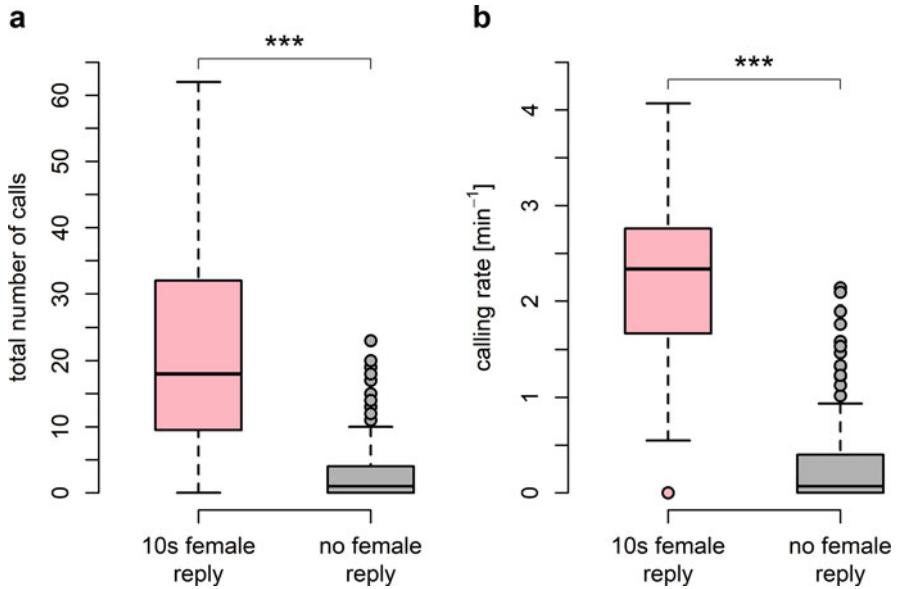 a
***
total number of calls
60
50
40
30
20
10
0
10s female
reply
no female
reply
b
***
calling rate [min⁻¹]
4
3
2
1
0
10s female
reply
no female
reply